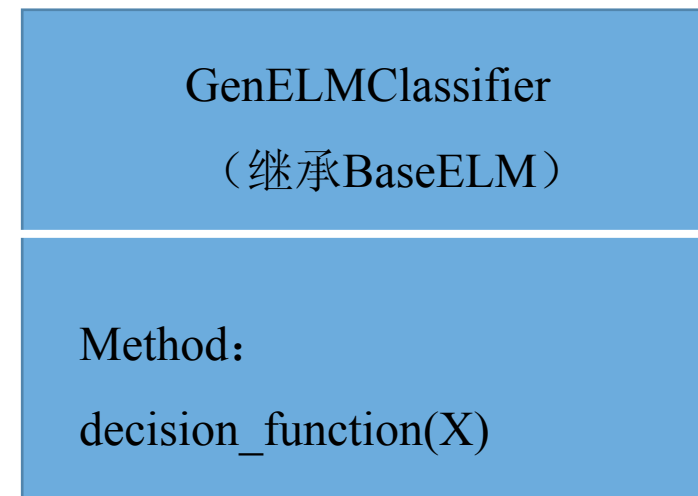 GenELMClassifier
（继承BaseELM）
Method：
decision_function(X)